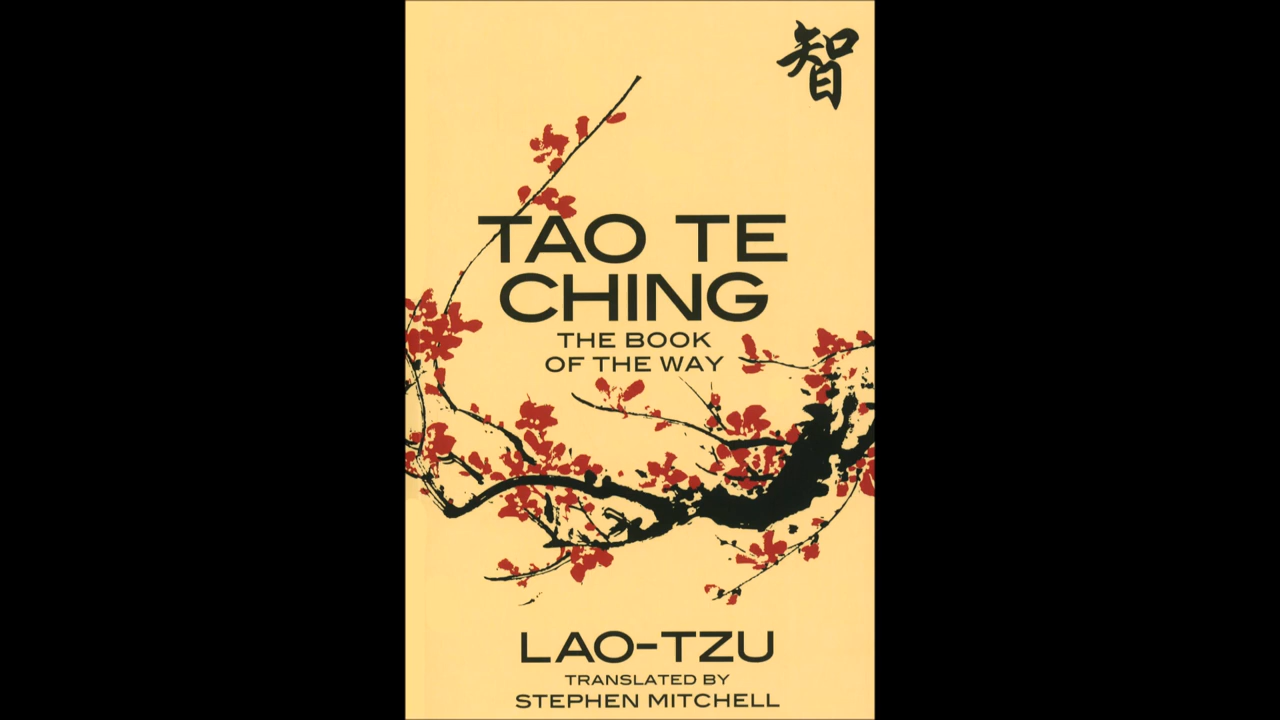 智
TAO TE
CHING
THE BOOK
OF THE WAY
LAO-TZU
TRANSLATED BY
STEPHEN MITCHELL